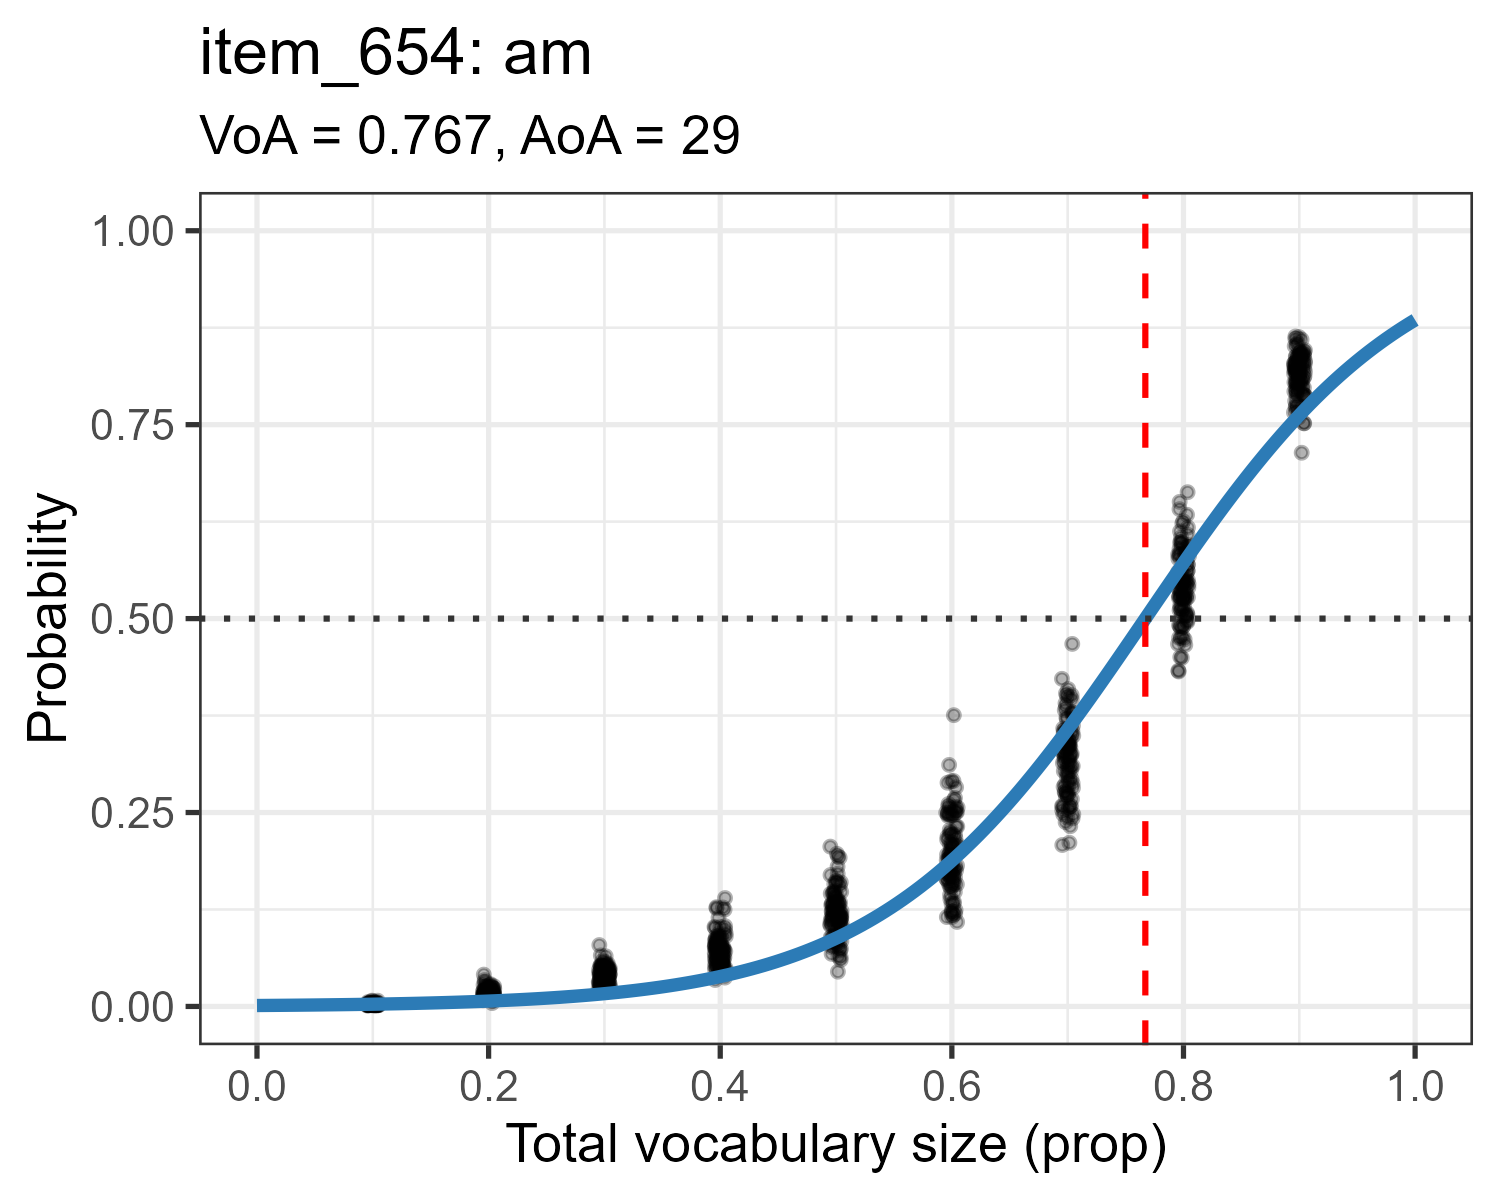 item_654: am
VoA = 0.767, AoA = 29
1.00
0.75
0.50
0.25
0.00
Probability
0.0 0.2 0.4 0.6 0.8 1.0
Total vocabulary size (prop)